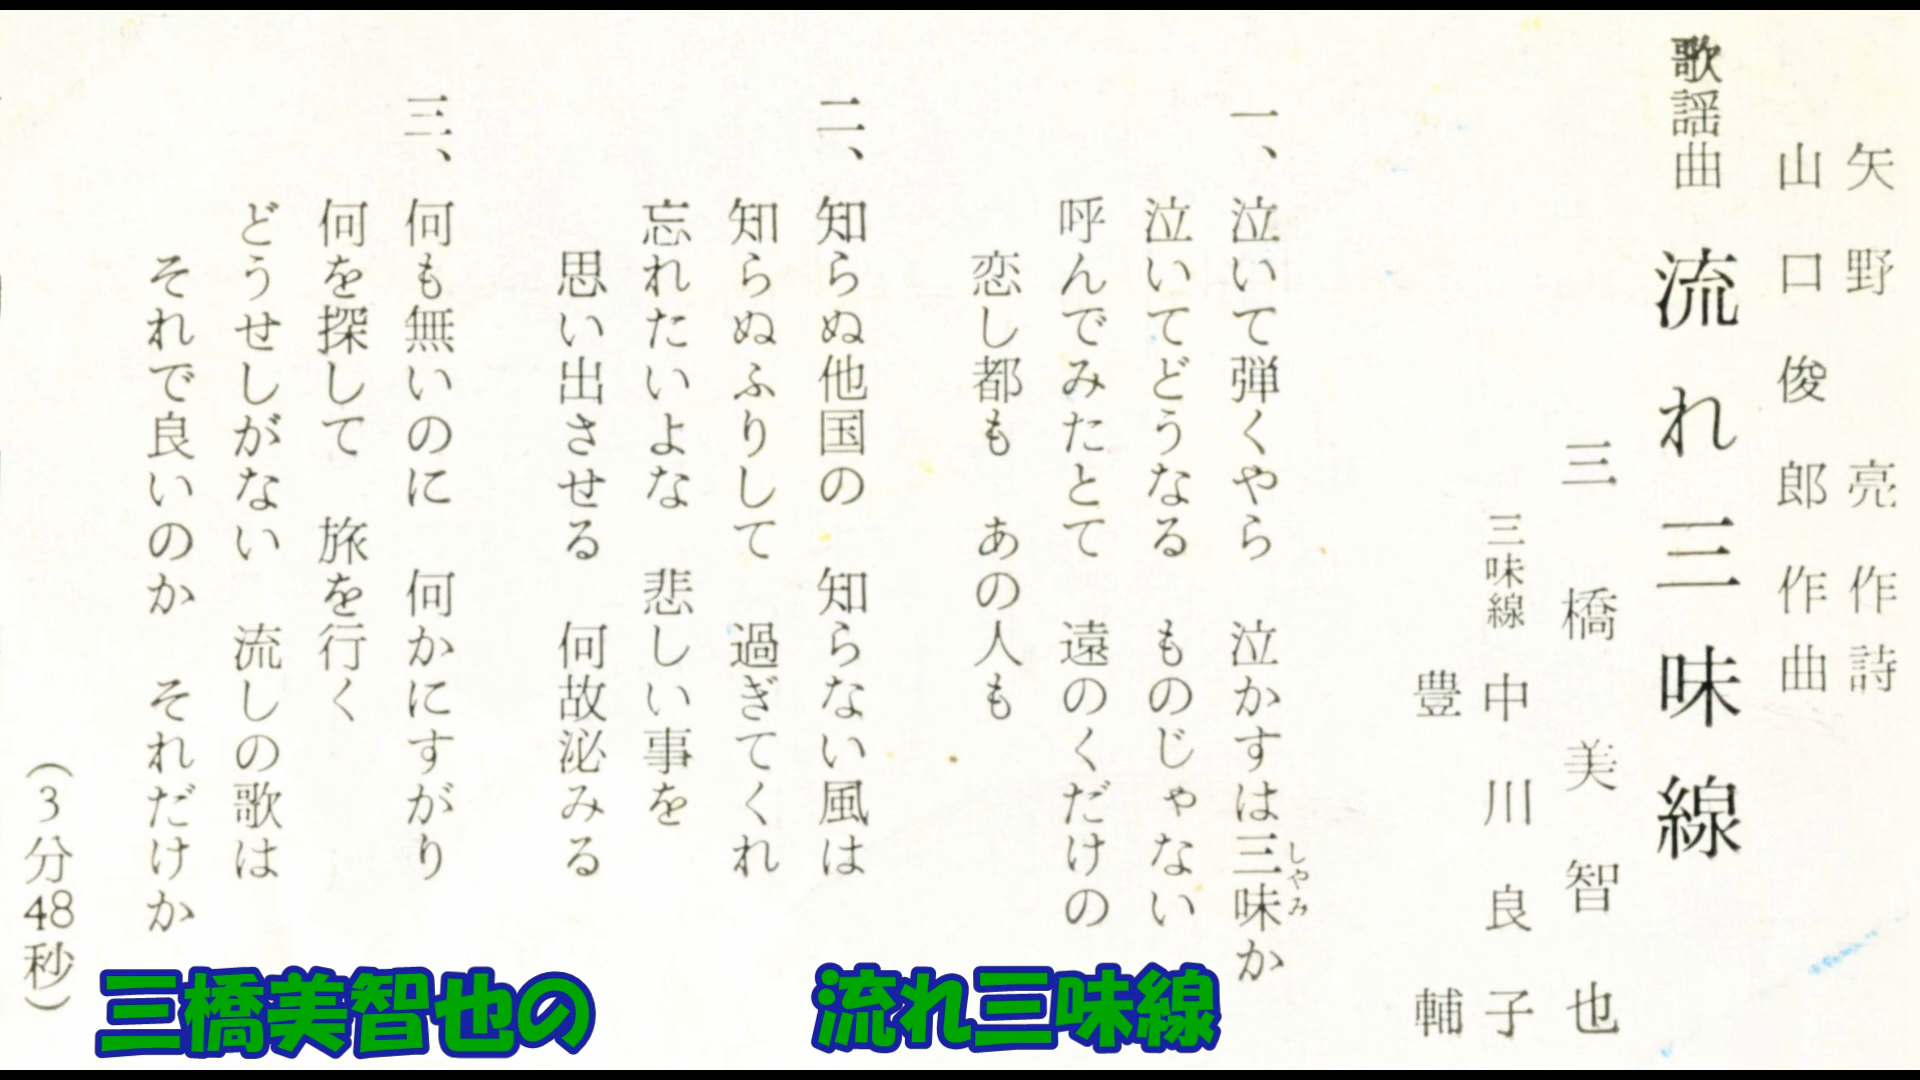 矢野 亮 作詩
山口俊郎 作曲
歌謡曲 流れ三味線
三橋美智也
三味線 中川良子
豊 輔
一、泣いて弾くやら 泣かすは三味か
しやみ
泣いてどうなる ものじゃない
呼んでみたとて 遠のくだけの
恋し都も あの人も
二、知らぬ他国の 知らない風は
知らぬふりして 過ぎてくれ
忘れたいよな 悲しい事を
思い出させる 何故泌みる
三、何も無いのに 何かにすがり
何を探して 旅を行く
どうせしがない 流しの歌は
それで良いのか それだけか
(3分48秒)
三橋美智也の 流れ三味線